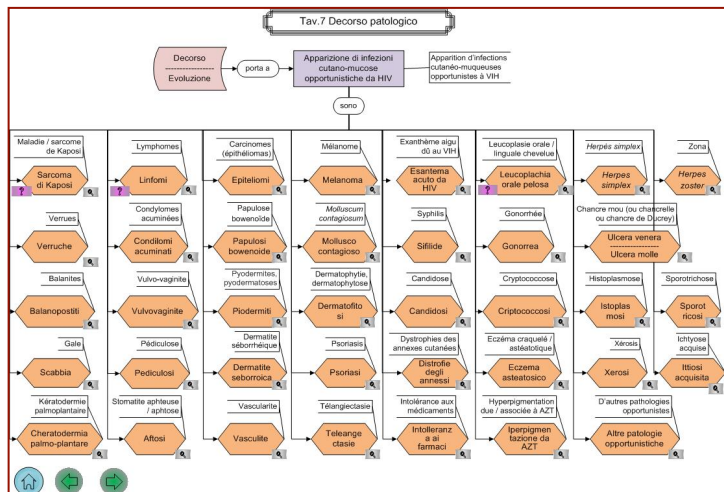 Tav.7 Decorso patologico
Decorso
Evoluzione
porta a
Apparizione di infezioni
cutano-mucose
opportunistiche da HIV
Apparition d'infections
cutanéo-muqueuses
opportunistes à VIH
sono
Maladie / sarcome
de Kaposi
Sarcoma
di Kaposi
?
Lymphomes
Linfomi
?
Carcinomes
(épithéliomas)
Epiteliomi
Mélanome
Melanoma
Exanthème aigu
dû au VIH
Esantema
acuto da
HIV
Leucoplasie orale /
linguale chevelue
Leucoplachia
orale pelosa
?
Herpès simplex
Herpes
simplex
Zona
Herpes
zoster
Verrues
Verruche
Condylomes
acuminées
Condilomi
acuminati
Papulose
bowenoïde
Papulosi
bowenoide
Molluscum
contagiosum
Mollusco
contagioso
Syphilis
Sifilide
Gonorrée
Gonorrea
Chancre mou (ou chancrelle
ou chancre de Ducrey)
Ulcera venera
Ulcera molle
Balanites
Balanopostiti
Vulvo-vaginite
Vulvovaginite
Pyodermites,
pyodermatoses
Piodermiti
Dermatophytie,
dermatophytose
Dermatofito
si
Candidose
Candidosi
Cryptococcose
Criptococcosi
Histoplasmose
Istoplas
mosi
Sporotrichose
Sporot
ricosi
Gale
Scabbia
Pédiculose
Pediculosi
Dermatite
séborrhéique
Dermatite
seborroica
Psoriasis
Psoriasi
Dystrophies des
annexes cutanées
Distrofie
degli
annessi
Eczéma craquelé /
astéatotique
Eczema
asteatosico
Xérosis
Xerosi
Ichtyose
acquise
Ittiosi
acquisita
Kératodermie
palmoplantaire
Cheratodermia
palmo-plantare
Stomatite aphteuse
/ aphtose
Aftosi
Vascularite
Vasculite
Télangiectasie
Teleange
ctasie
Intolérance aux
médicaments
Intolleranz
a ai
farmaci
Hyperpigmentation
due / associée à AZT
Iperpigmen
tazione da
AZT
D'autres pathologies
opportunistes
Altre patologie
opportunistiche